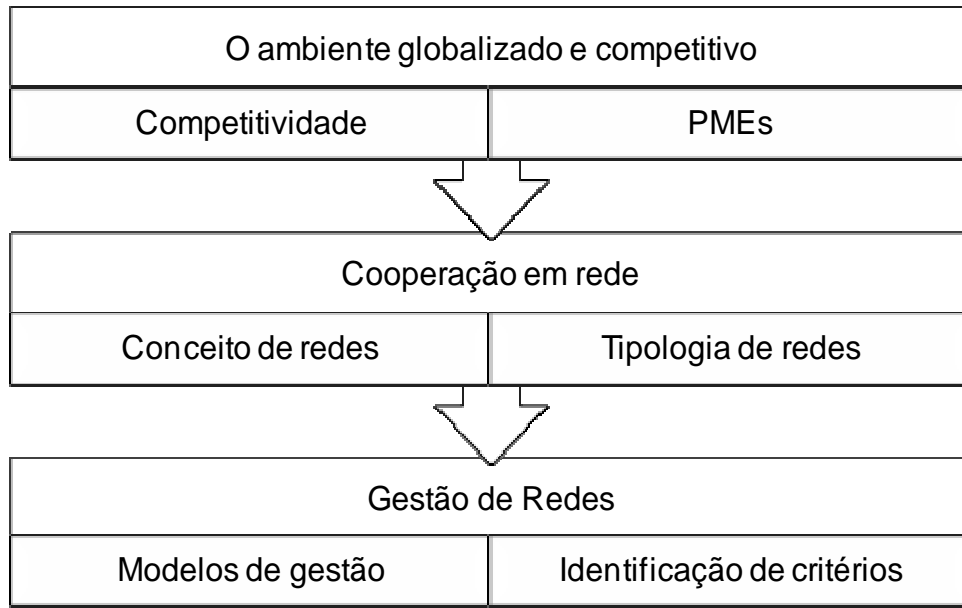 O ambiente globalizado e competitivo
Competitividade
PMEs
Cooperação em rede
Conceito de redes
Tipologia de redes
Gestão de Redes
Modelos de gestão
Identificação de critérios